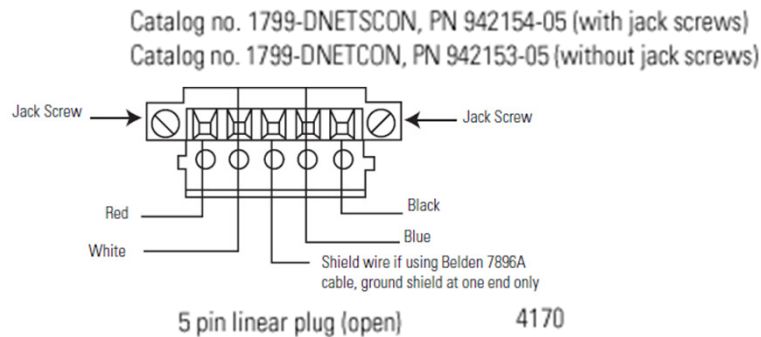 Catalog no. 1799-DNETSCON, PN 942154-05 (with jack screws)
Catalog no. 1799-DNETCON, PN 942153-05 (without jack screws)
Jack Screw
Jack Screw
Red
Black
White
Blue
Shield wire if using Belden 7896A
cable, ground shield at one end only
5 pin linear plug (open)
4170